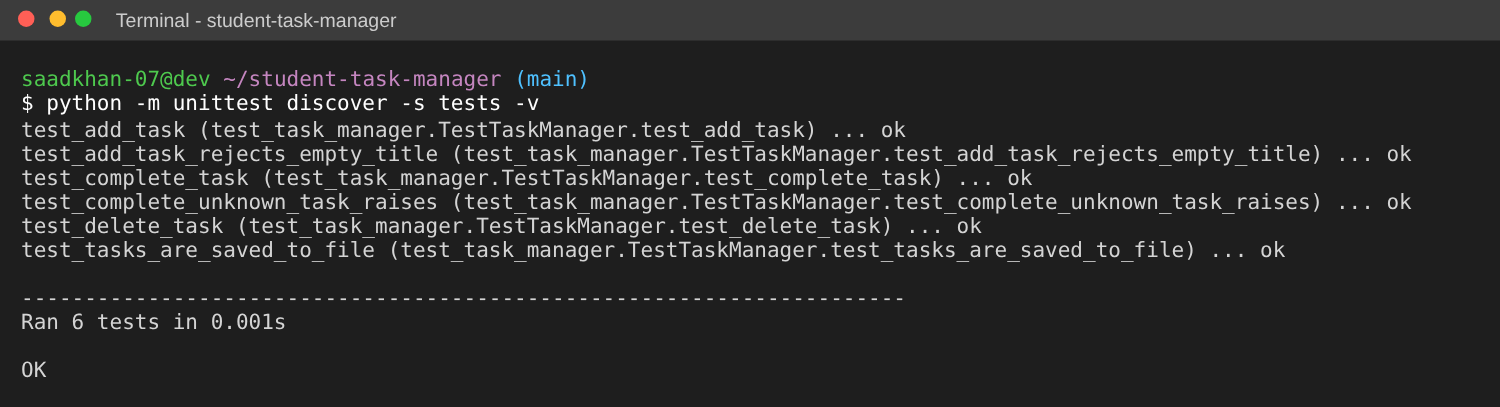 Terminal - student-task-manager
saadkhan-07@dev ~/student-task-manager (main)
$ python -m unittest discover -s tests -v
test_add_task (test_task_manager.TestTaskManager.test_add_task) ... ok
test_add_task_rejects_empty_title (test_task_manager.TestTaskManager.test_add_task_rejects_empty_title) ... ok
test_complete_task (test_task_manager.TestTaskManager.test_complete_task) ... ok
test_complete_unknown_task_raises (test_task_manager.TestTaskManager.test_complete_unknown_task_raises) ... ok
test_delete_task (test_task_manager.TestTaskManager.test_delete_task) ... ok
test_tasks_are_saved_to_file (test_task_manager.TestTaskManager.test_tasks_are_saved_to_file) ... ok
----------------------------------------------------------------------
Ran 6 tests in 0.001s
OK